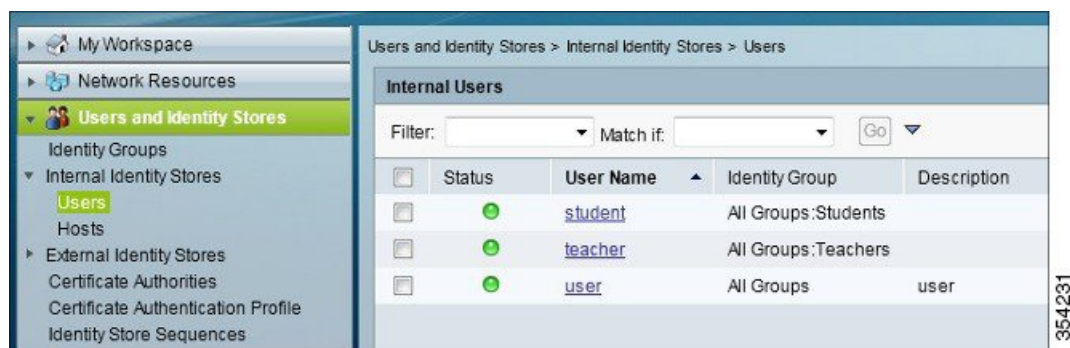 My Workspace
Network Resources
Users and Identity Stores
Identity Groups
Internal Identity Stores
Users
Hosts
External Identity Stores
Certificate Authorities
Certificate Authentication Profile
Identity Store Sequences
Users and Identity Stores > Internal Identity Stores > Users
Internal Users
Filter: Match if: Go
Status User Name Identity Group Description
student All Groups:Students
teacher All Groups:Teachers
user All Groups user
354231